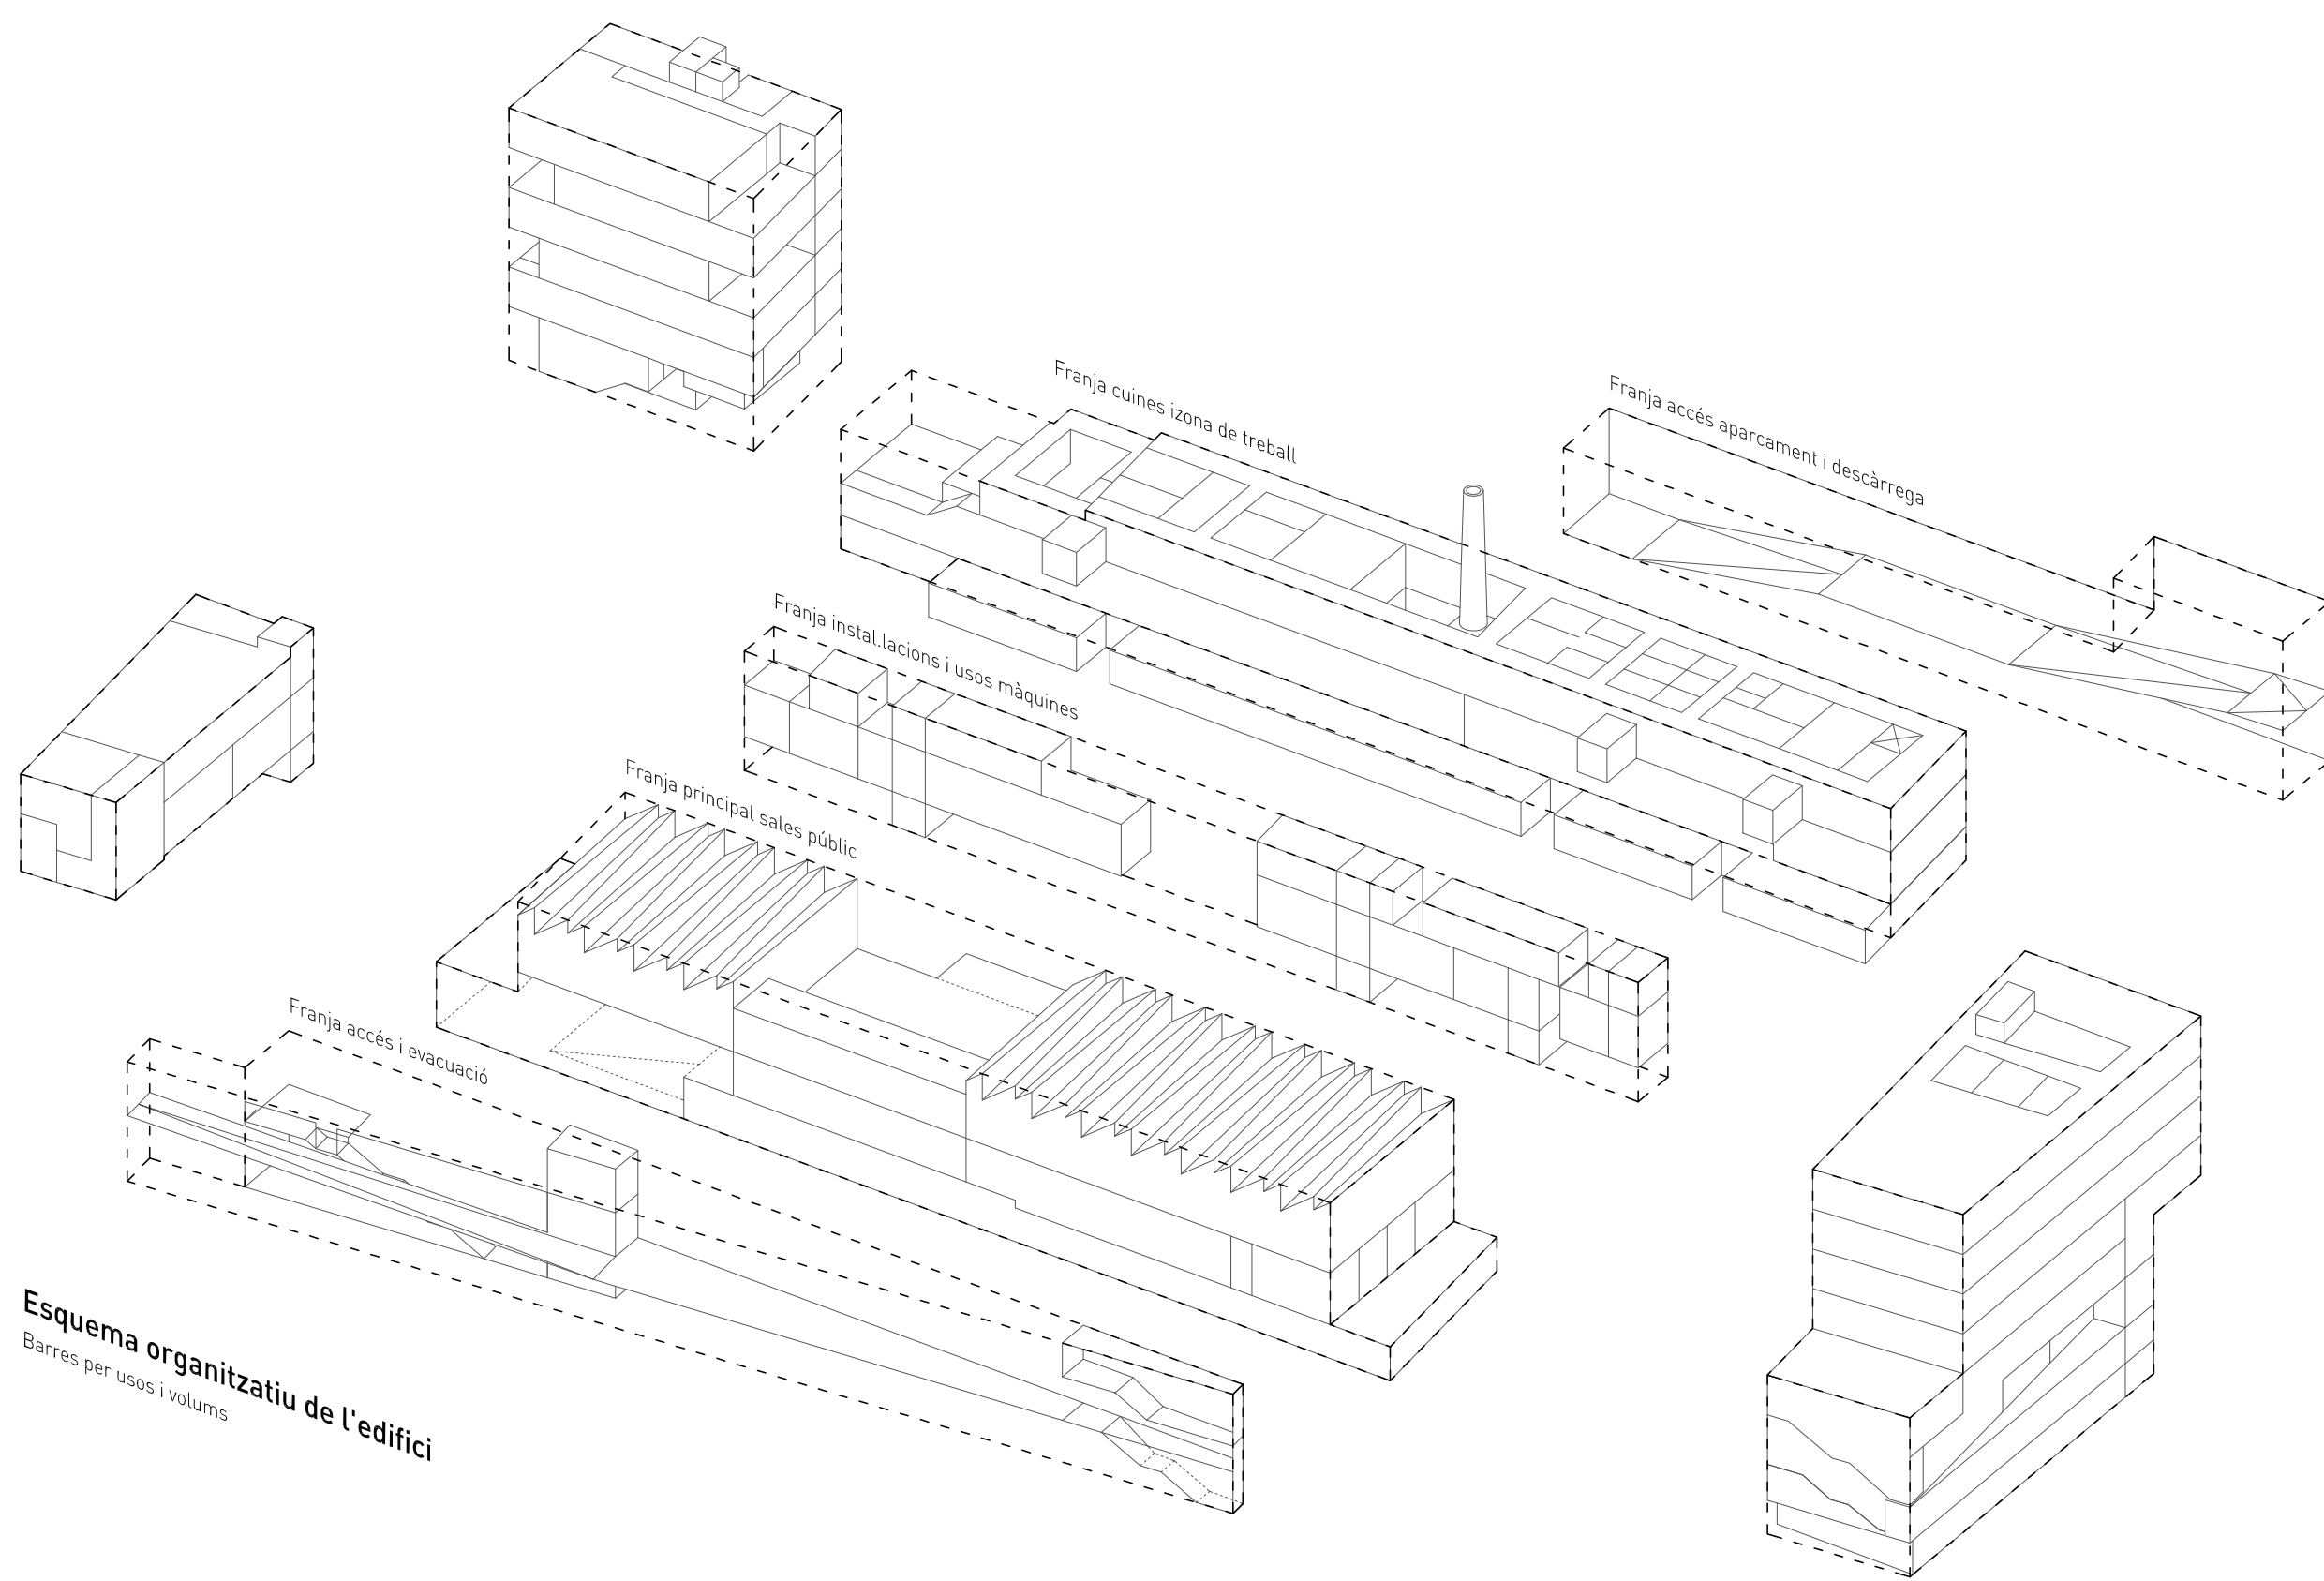 Franja cuines izona de treball
Franja accés aparcament i descàrrega
Franja instal.lacions i usos màquines
Franja principal sales públic
Franja accés i evacuació
Esquema organitzatiu de l'edifici
Barres per usos i volums